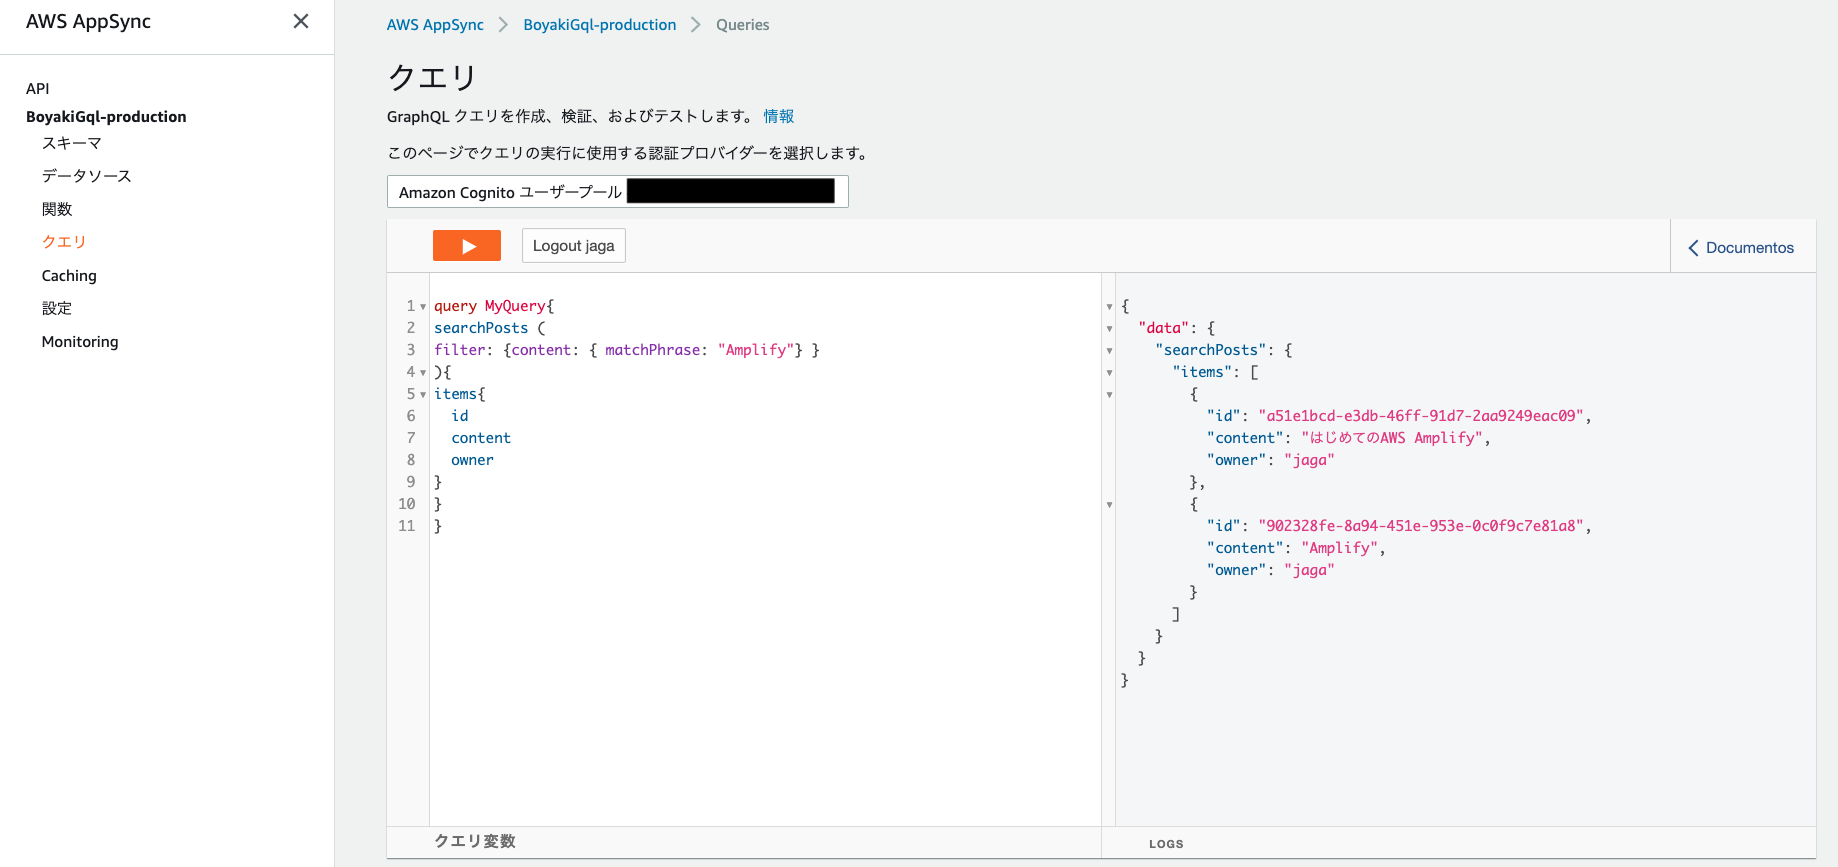 AWS AppSync
API
BoyakiGql-production
スキーマ
データソース
関数
クエリ
Caching
設定
Monitoring
AWS AppSync > BoyakiGql-production > Queries
クエリ
GraphQL クエリを作成、検証、およびテストします。 情報
このページでクエリの実行に使用する認証プロバイダーを選択します。
Amazon Cognito ユーザープール
Logout jaga
Documentos
1 query MyQuery{
2 searchPosts (
3 filter: {content: { matchPhrase: "Amplify"} }
4 ){
5 items{
6   id
7   content
8   owner
9 }
10 }
11 }
{
  "data": {
    "searchPosts": {
      "items": [
        {
          "id": "a51e1bcd-e3db-46ff-91d7-2aa9249eac09",
          "content": "はじめてのAWS Amplify",
          "owner": "jaga"
        },
        {
          "id": "902328fe-8a94-451e-953e-0c0f9c7e81a8",
          "content": "Amplify",
          "owner": "jaga"
        }
      ]
    }
  }
}
クエリ変数
LOGS